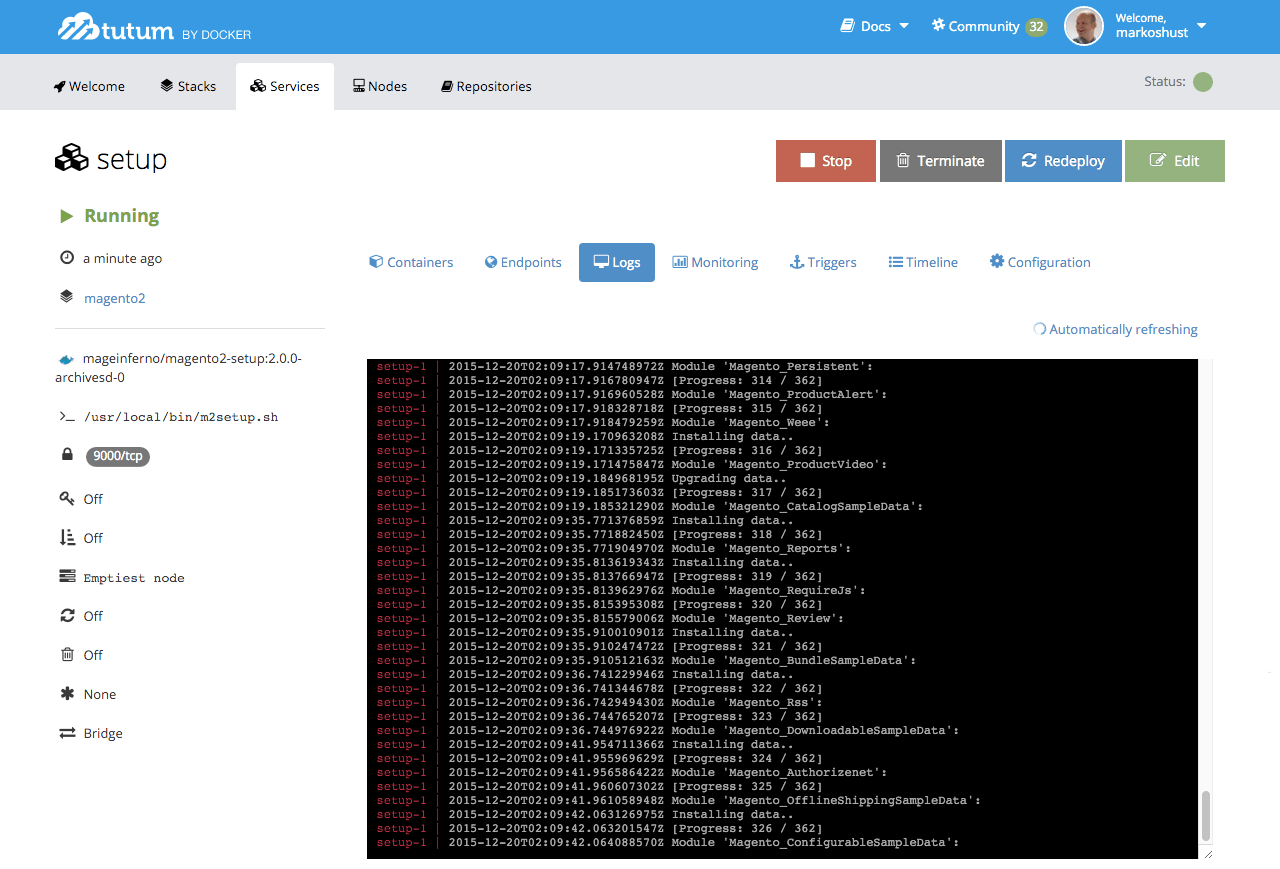 tutum BY DOCKER
Docs
Community 32
Welcome,
markoshust
Welcome
Stacks
Services
Nodes
Repositories
Status:
setup
Stop
Terminate
Redeploy
Edit
Running
a minute ago
magento2
mageinferno/magento2-setup:2.0.0-
archivesd-0
/usr/local/bin/m2setup.sh
9000/tcp
Off
Off
Emptiest node
Off
Off
None
Bridge
Containers
Endpoints
Logs
Monitoring
Triggers
Timeline
Configuration
Automatically refreshing
setup-1 | 2015-12-20T02:09:17.914748972Z Module 'Magento_Persistent':
setup-1 | 2015-12-20T02:09:17.916780947Z [Progress: 314 / 362]
setup-1 | 2015-12-20T02:09:17.916960528Z Module 'Magento_ProductAlert':
setup-1 | 2015-12-20T02:09:17.918328718Z [Progress: 315 / 362]
setup-1 | 2015-12-20T02:09:17.918479259Z Module 'Magento_Weee':
setup-1 | 2015-12-20T02:09:19.170963208Z Installing data..
setup-1 | 2015-12-20T02:09:19.171335725Z [Progress: 316 / 362]
setup-1 | 2015-12-20T02:09:19.171475847Z Module 'Magento_ProductVideo':
setup-1 | 2015-12-20T02:09:19.184968195Z Upgrading data..
setup-1 | 2015-12-20T02:09:19.185173603Z [Progress: 317 / 362]
setup-1 | 2015-12-20T02:09:19.185321290Z Module 'Magento_CatalogSampleData':
setup-1 | 2015-12-20T02:09:35.771376859Z Installing data..
setup-1 | 2015-12-20T02:09:35.771882450Z [Progress: 318 / 362]
setup-1 | 2015-12-20T02:09:35.771904970Z Module 'Magento_Reports':
setup-1 | 2015-12-20T02:09:35.813619343Z Installing data..
setup-1 | 2015-12-20T02:09:35.813766947Z [Progress: 319 / 362]
setup-1 | 2015-12-20T02:09:35.813962976Z Module 'Magento_RequireJs':
setup-1 | 2015-12-20T02:09:35.815395308Z [Progress: 320 / 362]
setup-1 | 2015-12-20T02:09:35.815579006Z Module 'Magento_Review':
setup-1 | 2015-12-20T02:09:35.910010901Z Installing data..
setup-1 | 2015-12-20T02:09:35.910247472Z [Progress: 321 / 362]
setup-1 | 2015-12-20T02:09:35.910512163Z Module 'Magento_BundleSampleData':
setup-1 | 2015-12-20T02:09:36.741229946Z Installing data..
setup-1 | 2015-12-20T02:09:36.741344678Z [Progress: 322 / 362]
setup-1 | 2015-12-20T02:09:36.742949430Z Module 'Magento_Rss':
setup-1 | 2015-12-20T02:09:36.744765207Z [Progress: 323 / 362]
setup-1 | 2015-12-20T02:09:36.744976922Z Module 'Magento_DownloadableSampleData':
setup-1 | 2015-12-20T02:09:41.954711366Z Installing data..
setup-1 | 2015-12-20T02:09:41.955969629Z [Progress: 324 / 362]
setup-1 | 2015-12-20T02:09:41.956586422Z Module 'Magento_Authorizenet':
setup-1 | 2015-12-20T02:09:41.960607302Z [Progress: 325 / 362]
setup-1 | 2015-12-20T02:09:41.961058948Z Module 'Magento_OfflineShippingSampleData':
setup-1 | 2015-12-20T02:09:42.063126975Z Installing data..
setup-1 | 2015-12-20T02:09:42.063201547Z [Progress: 326 / 362]
setup-1 | 2015-12-20T02:09:42.064088570Z Module 'Magento_ConfigurableSampleData':